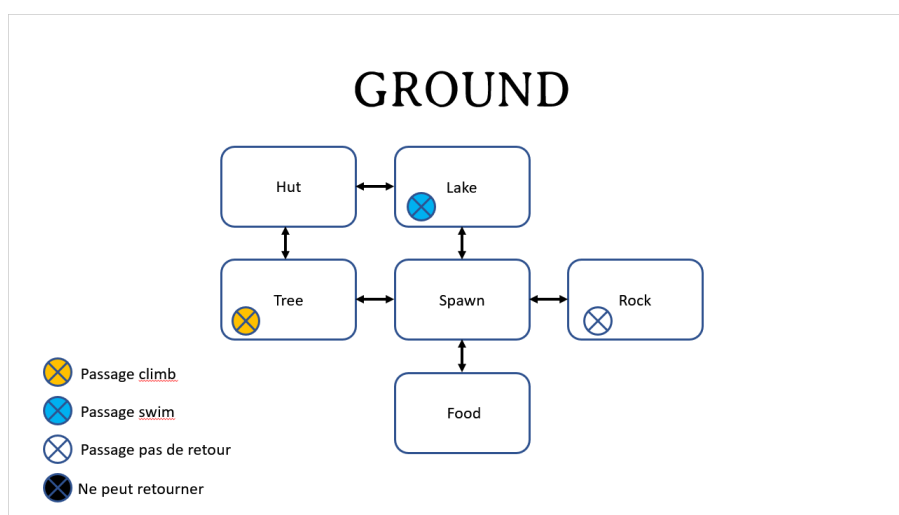 GROUND
Hut
Lake
Tree
Spawn
Rock
Food
Passage climb
Passage swim
Passage pas de retour
Ne peut retourner